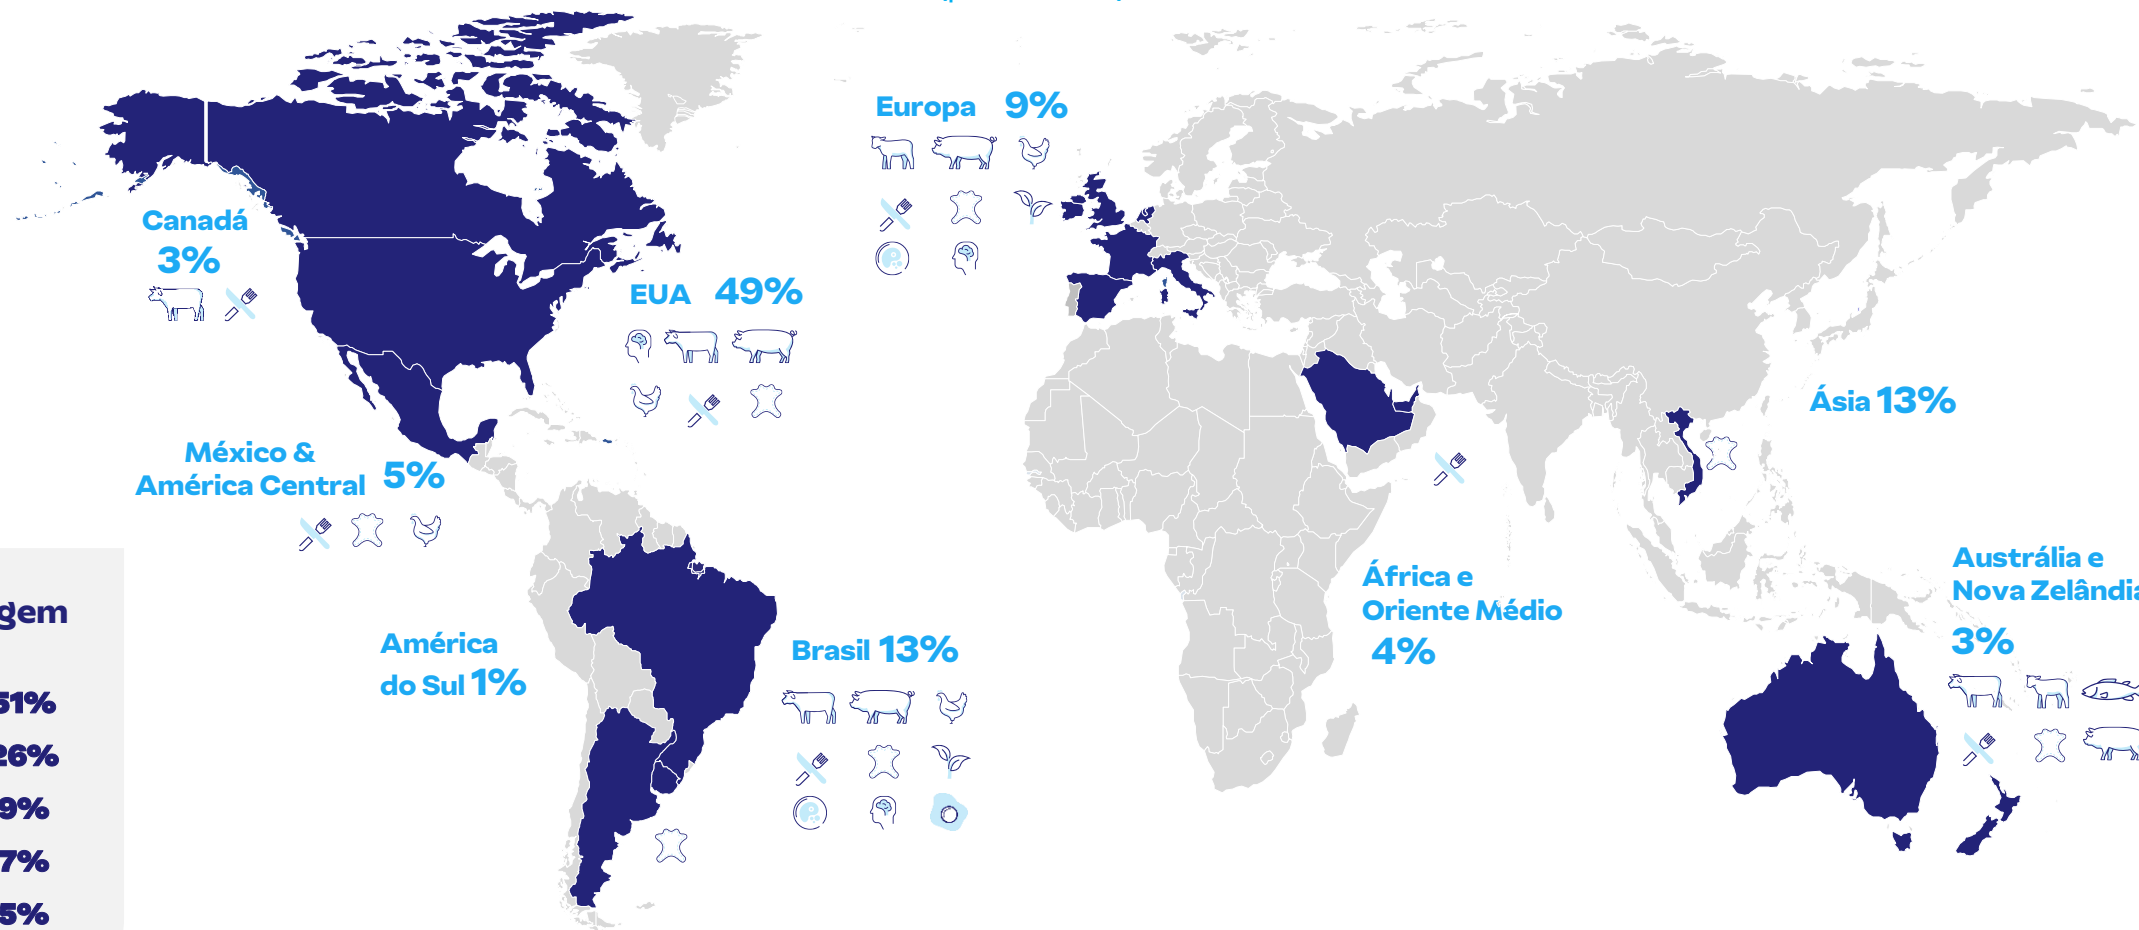 Europa 9%
Canadá
3%
EUA 49%
Ásia 13%
México &
América Central 5%
Austrália e
Nova Zelândia
3%
África e
Oriente Médio
4%
América
do Sul 1%
Brasil 13%
gem
51%
26%
9%
7%
5%